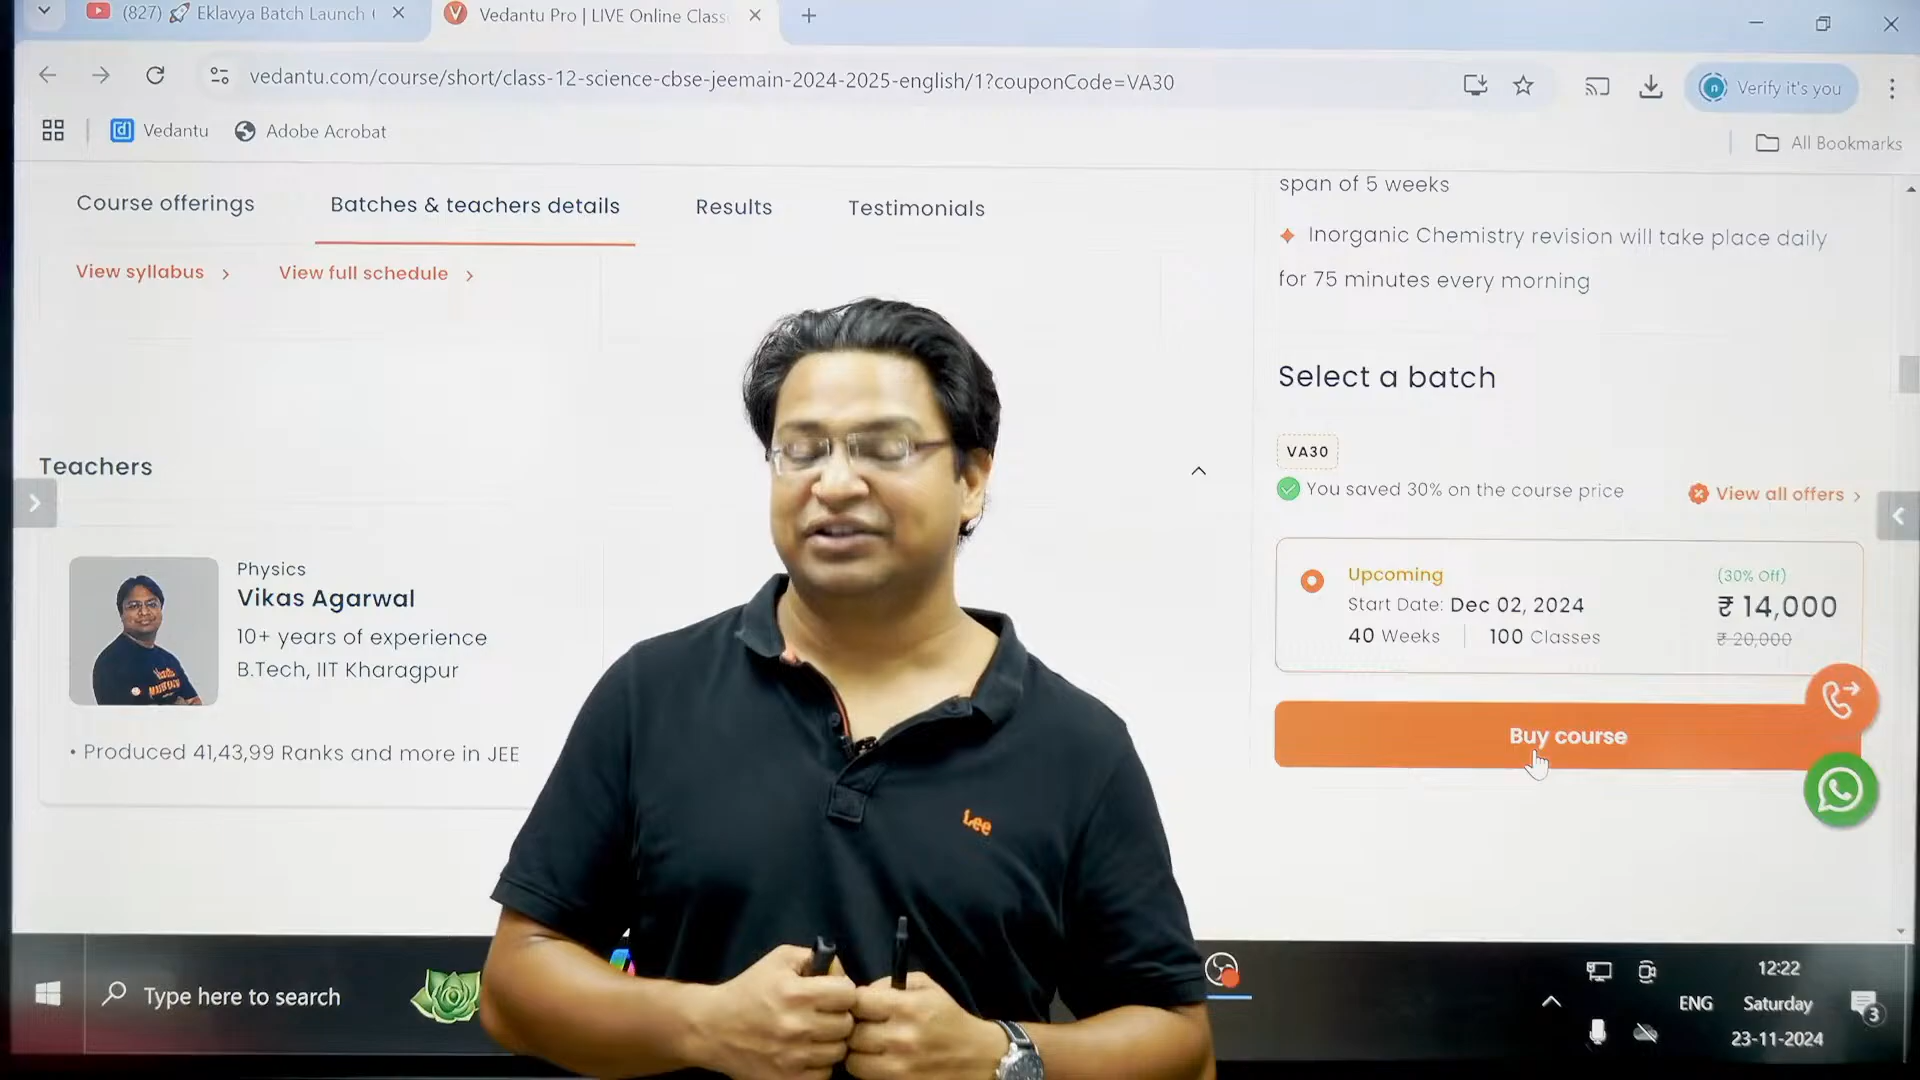 (827) 🚀 Eklavya Batch Launch
Vedantu Pro | LIVE Online Class
vedantu.com/course/short/class-12-science-cbse-jeemain-2024-2025-english/1?couponCode=VA30
n
Verify it's you
Vedantu
Adobe Acrobat
All Bookmarks
Course offerings
Batches & teachers details
Results
Testimonials
View syllabus >
View full schedule >
span of 5 weeks
Inorganic Chemistry revision will take place daily
for 75 minutes every morning
Select a batch
VA30
You saved 30% on the course price
View all offers >
Teachers
Physics
Vikas Agarwal
10+ years of experience
B.Tech, IIT Kharagpur
• Produced 41,43,99 Ranks and more in JEE
Upcoming
(30% Off)
Start Date: Dec 02, 2024
₹ 14,000
40 Weeks | 100 Classes
₹ 20,000
Buy course
Lee
Type here to search
12:22
ENG
Saturday
3
23-11-2024